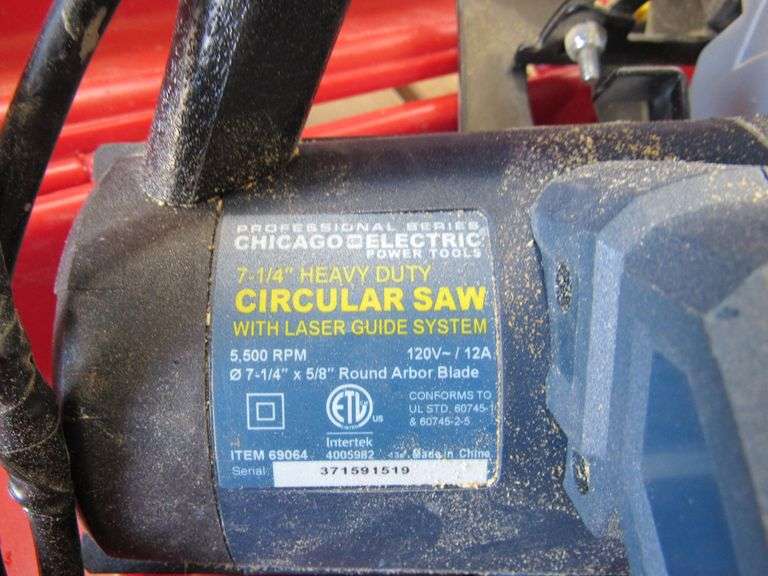 PROFESSIONAL SERIES
CHICAGO ELECTRIC
POWER TOOLS
7-1/4" HEAVY DUTY
CIRCULAR SAW
WITH LASER GUIDE SYSTEM
5,500 RPM 120V~ / 12A
Ø 7-1/4" x 5/8" Round Arbor Blade
ETL us
Intertek
4005982
CONFORMS TO
UL STD. 60745-1
& 60745-2-5
ITEM 69064
Made in China
Serial: 371591519